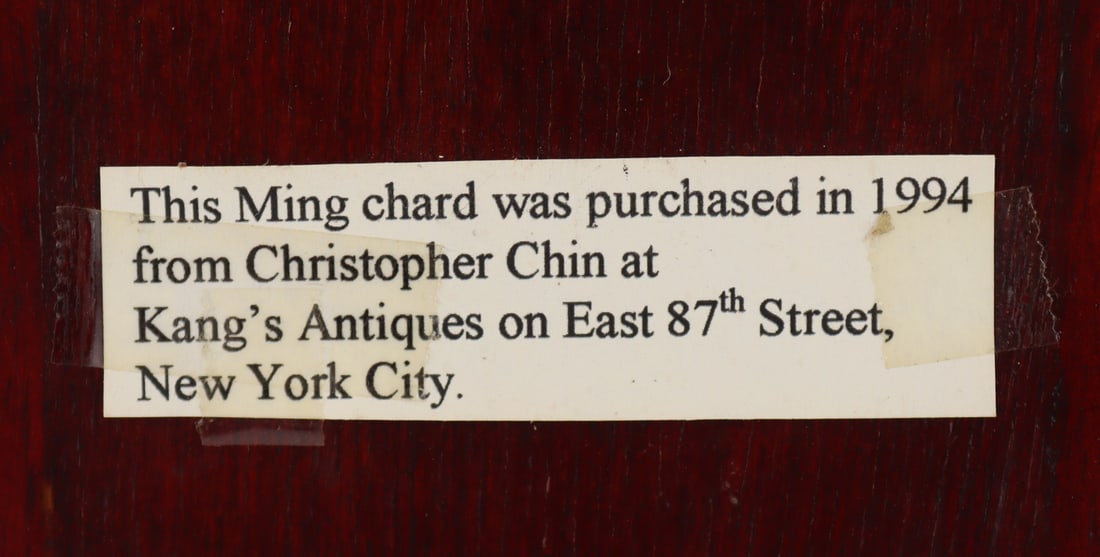 This Ming chard was purchased in 1994
from Christopher Chin at
Kang's Antiques on East 87th Street,
New York City.